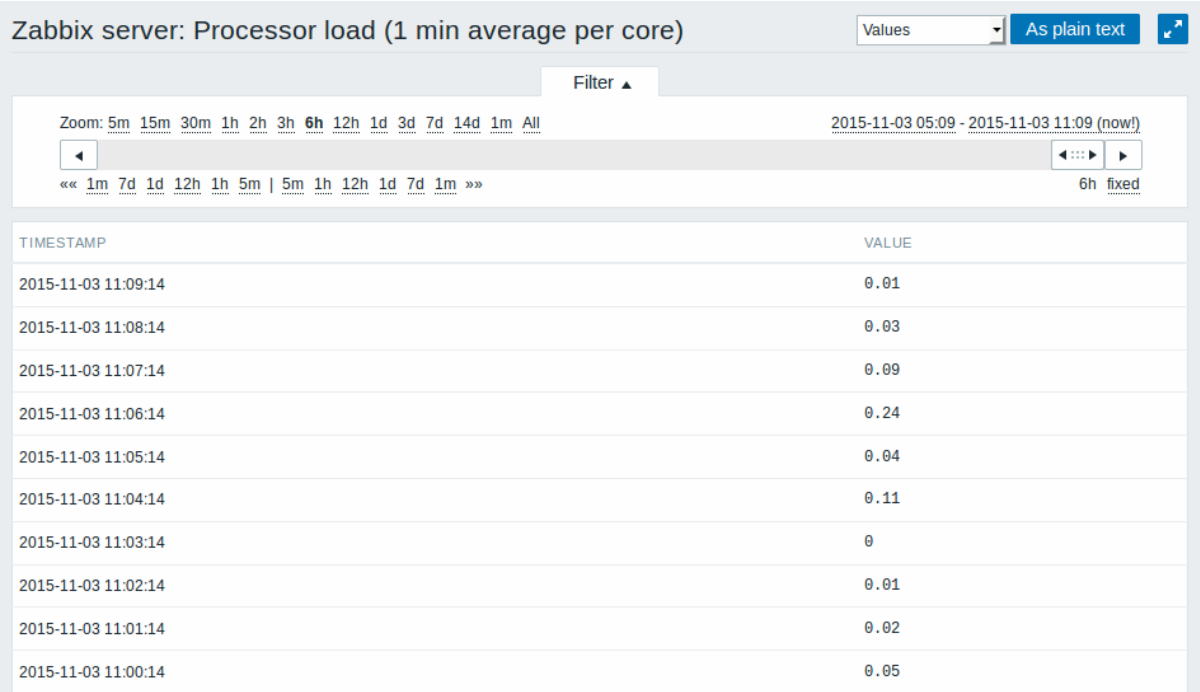 Zabbix server: Processor load (1 min average per core) Values As plain text
Filter ▲
Zoom: 5m 15m 30m 1h 2h 3h 6h 12h 1d 3d 7d 14d 1m All 2015-11-03 05:09 - 2015-11-03 11:09 (now!)
«« 1m 7d 1d 12h 1h 5m | 5m 1h 12h 1d 7d 1m »» 6h fixed
TIMESTAMP VALUE
2015-11-03 11:09:14 0.01
2015-11-03 11:08:14 0.03
2015-11-03 11:07:14 0.09
2015-11-03 11:06:14 0.24
2015-11-03 11:05:14 0.04
2015-11-03 11:04:14 0.11
2015-11-03 11:03:14 0
2015-11-03 11:02:14 0.01
2015-11-03 11:01:14 0.02
2015-11-03 11:00:14 0.05